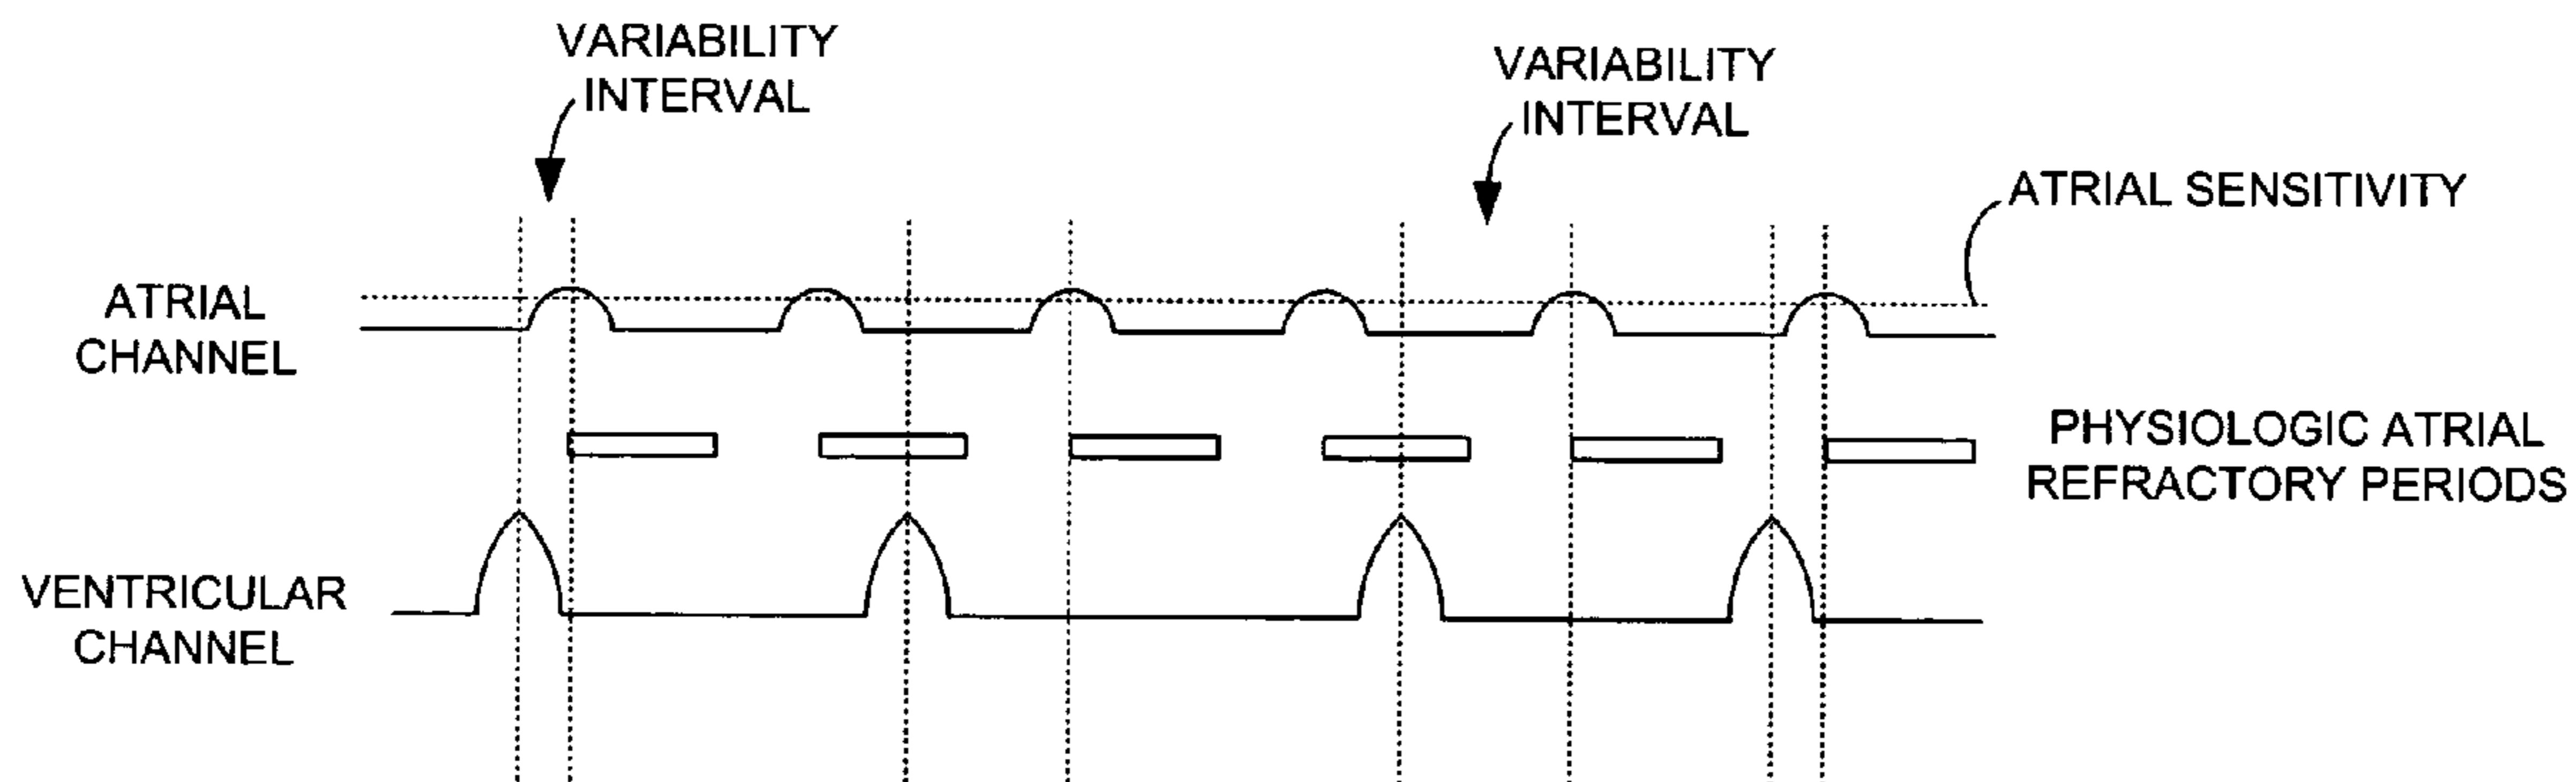 VARIABILITY
INTERVAL
VARIABILITY
INTERVAL
ATRIAL SENSITIVITY
ATRIAL
CHANNEL
PHYSIOLOGIC ATRIAL
REFRACTORY PERIODS
VENTRICULAR
CHANNEL